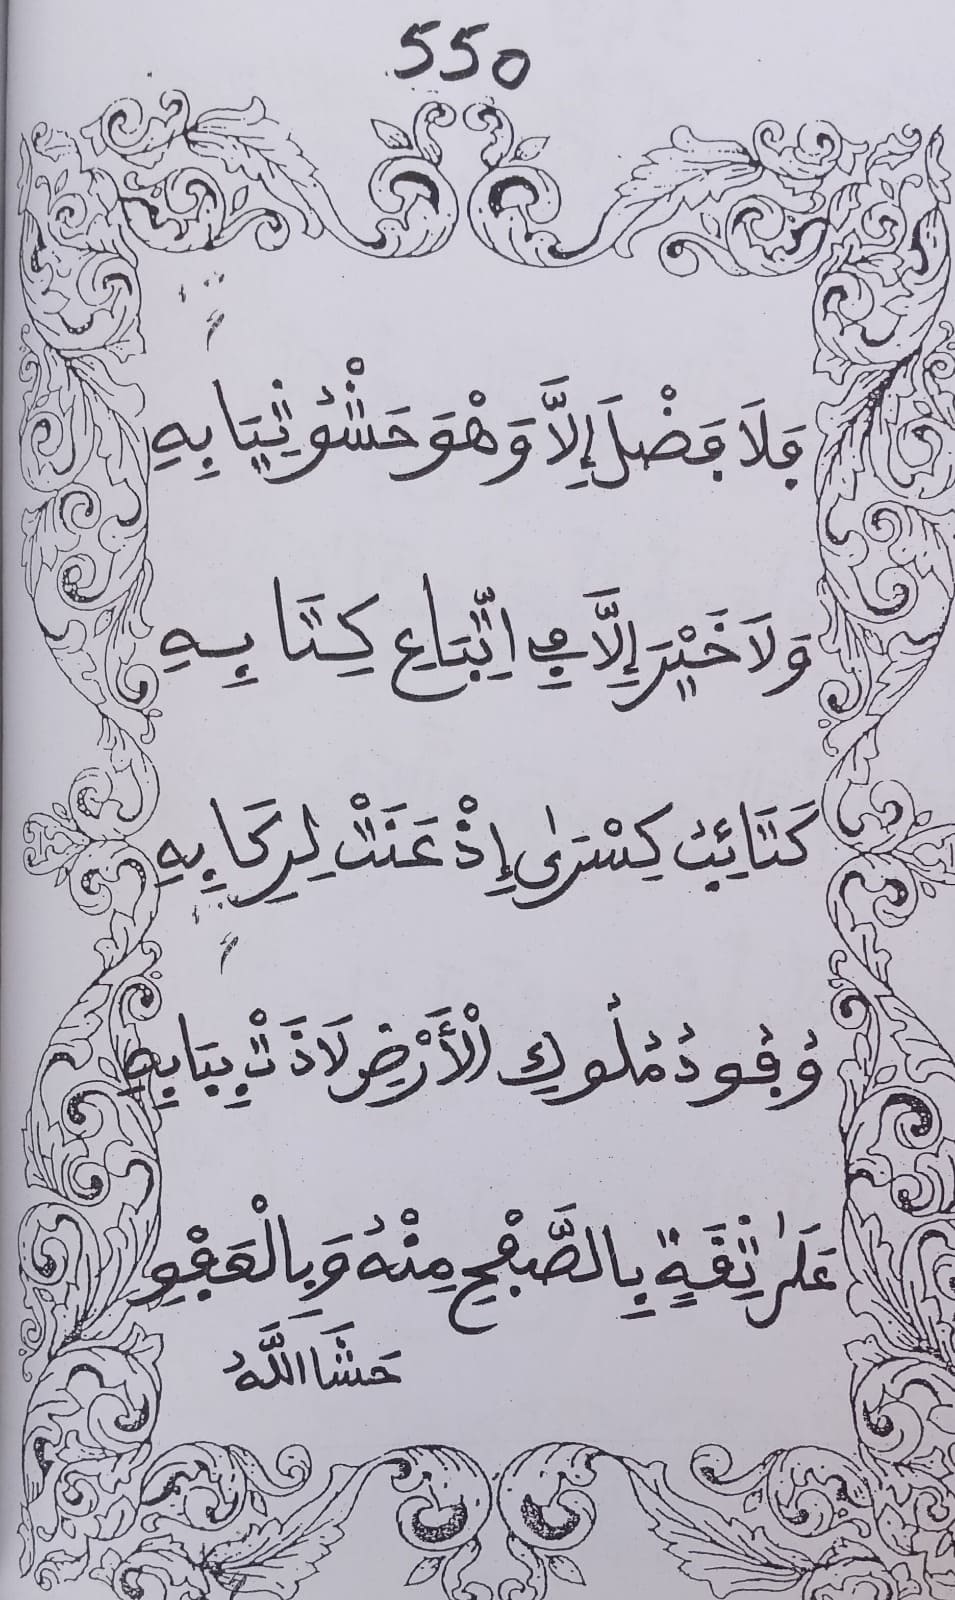 550
فَلَا فَضْلَ إِلَّا وَهْوَ حَشْوُ ثِيَابِهِ
وَلَا خَيْرَ إِلَّا فِي اتِّبَاعِ كِتَابِهِ
كَتَائِبُ كِسْرَىٰ إِذْ عَنَتْ لِرِكَابِهِ
وُفُودُ مُلُوكِ الْأَرْضِ لَاذَتْ بِبَابِهِ
عَلَىٰ ثِقَةٍ بِالصَّفْحِ مِنْهُ وَبِالْعَفْوِ
حَشَا اللَّهُ